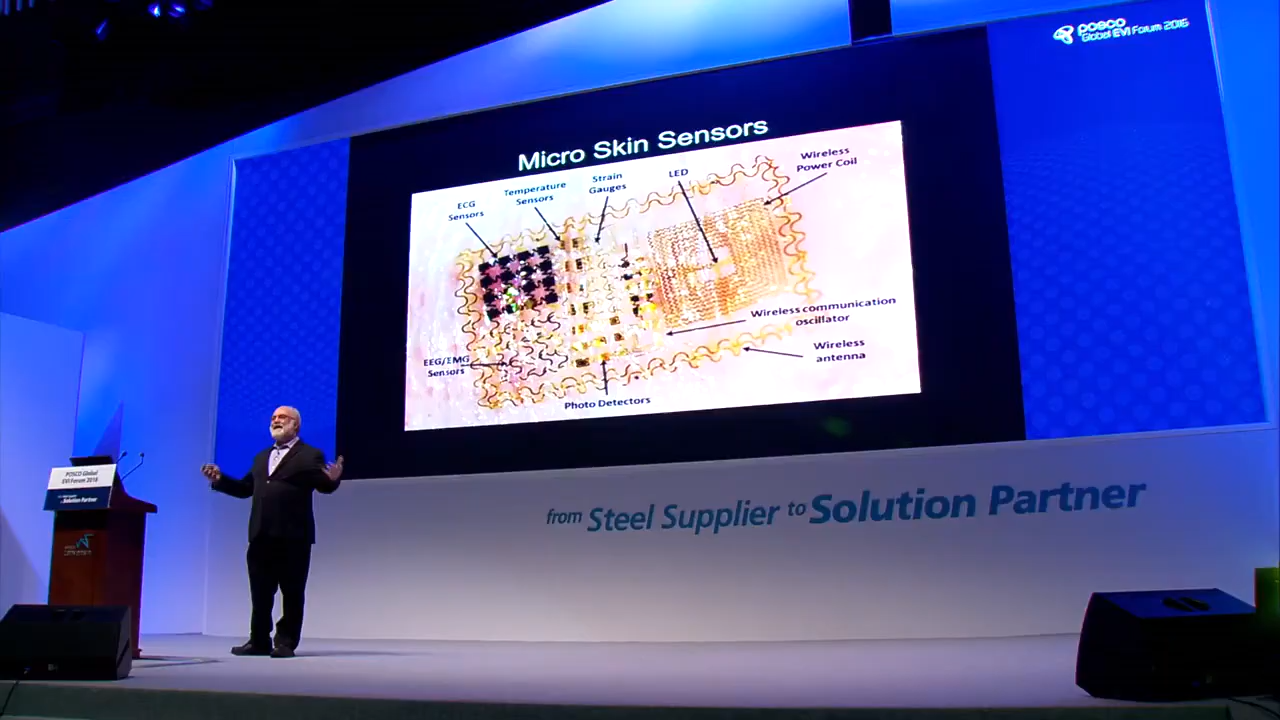 posco
Global EVI Forum 2016
Micro Skin Sensors
Wireless
Power Coil
LED
Strain
Gauges
Temperature
Sensors
ECG
Sensors
Wireless communication
oscillator
Wireless
antenna
EEG/EMG
Sensors
Photo Detectors
POSCO Global
EVI Forum 2016
Solution Partner
from Steel Supplier to Solution Partner